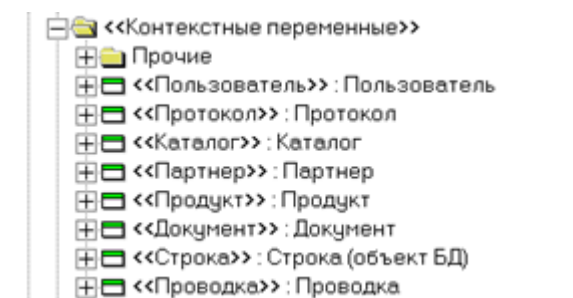 <<Контекстные переменные>>
Прочие
<<Пользователь>> : Пользователь
<<Протокол>> : Протокол
<<Каталог>> : Каталог
<<Партнер>> : Партнер
<<Продукт>> : Продукт
<<Документ>> : Документ
<<Строка>> : Строка (объект БД)
<<Проводка>> : Проводка